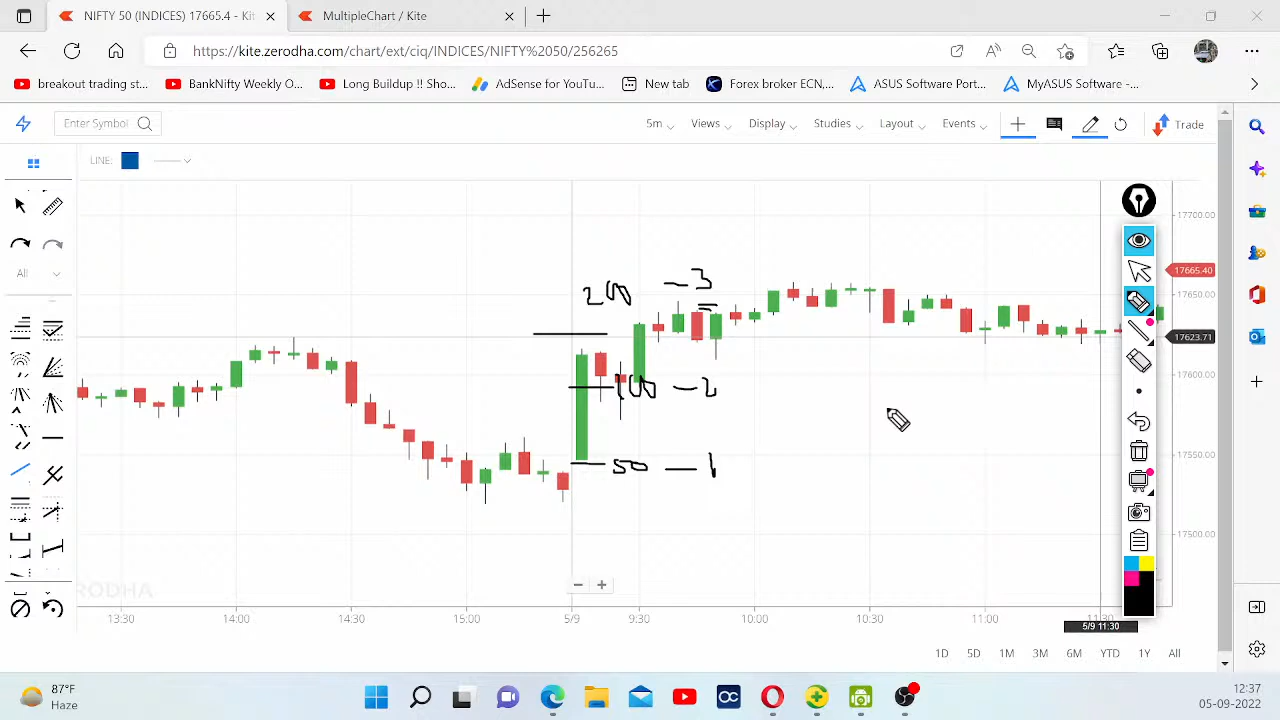 NIFTY 50 (INDICES) 17665.4 - Kit
MultipleChart / Kite
https://kite.zerodha.com/chart/ext/ciq/INDICES/NIFTY%2050/256265
breakout trading st...
BankNifty Weekly O...
Long Buildup !! Sho...
AdSense for YouTu...
New tab
Forex broker ECN,...
ASUS Software Port...
MyASUS Software -...
Enter Symbol
5m
Views
Display
Studies
Layout
Events
Trade
LINE:
All
17700.00
17665.40
17650.00
17623.71
17600.00
17550.00
17500.00
200 - 3
100 - 2
50 - 1
RODHA
13:30
14:00
14:30
15:00
5/9
9:30
10:00
10:30
11:00
11:30
5/9 11:30
1D
5D
1M
3M
6M
YTD
1Y
All
87°F
Haze
12:37
05-09-2022